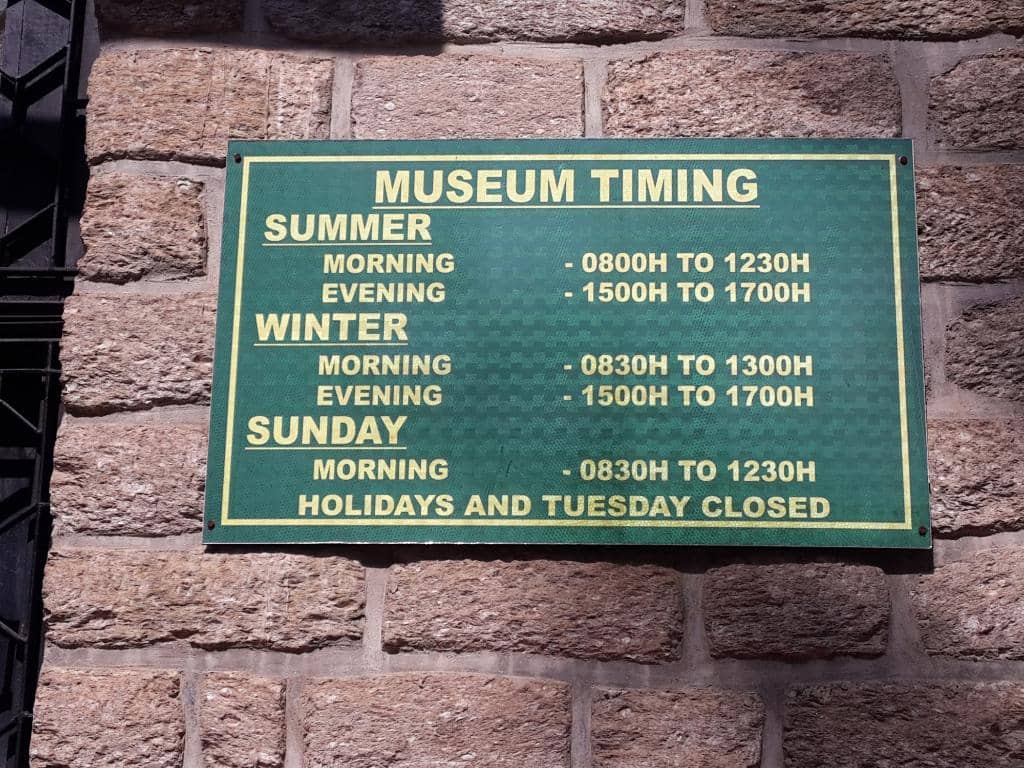 MUSEUM TIMING
SUMMER
MORNING - 0800H TO 1230H
EVENING - 1500H TO 1700H
WINTER
MORNING - 0830H TO 1300H
EVENING - 1500H TO 1700H
SUNDAY
MORNING - 0830H TO 1230H
HOLIDAYS AND TUESDAY CLOSED